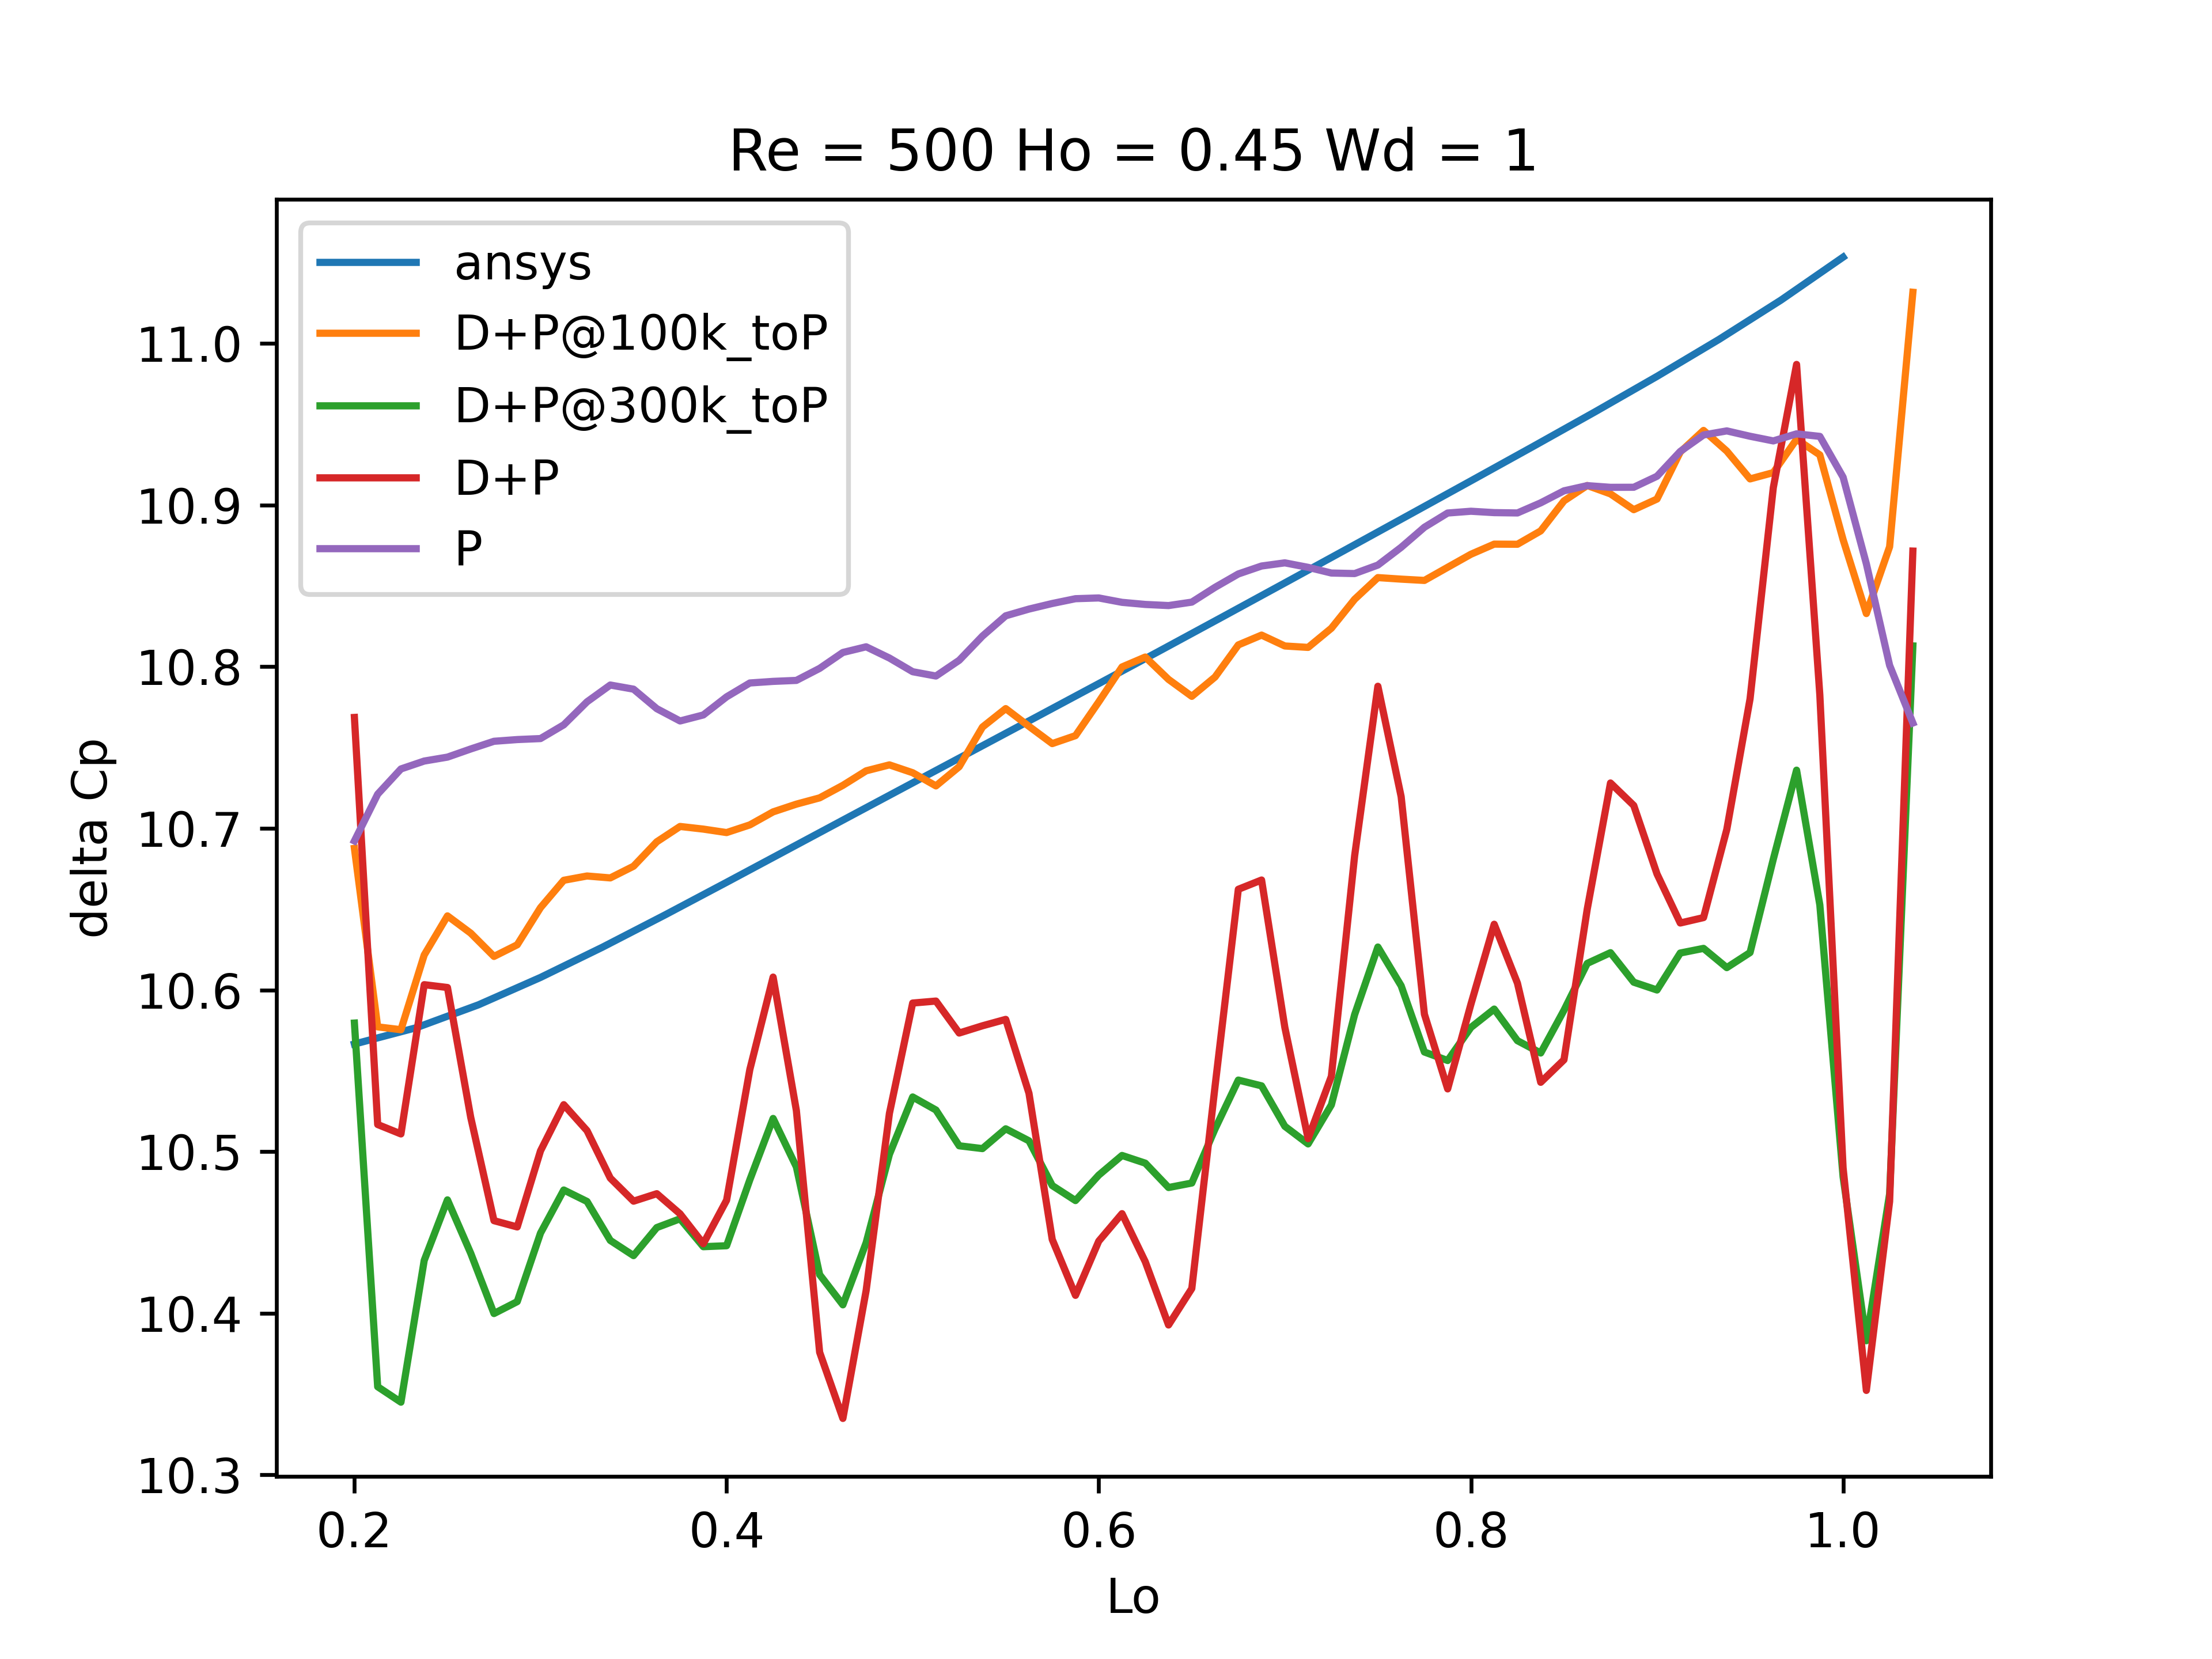 Re = 500 Ho = 0.45 Wd = 1
ansys
D+P@100k_toP
D+P@300k_toP
D+P
P
delta Cp
11.0
10.9
10.8
10.7
10.6
10.5
10.4
10.3
0.2 0.4 0.6 0.8 1.0
Lo